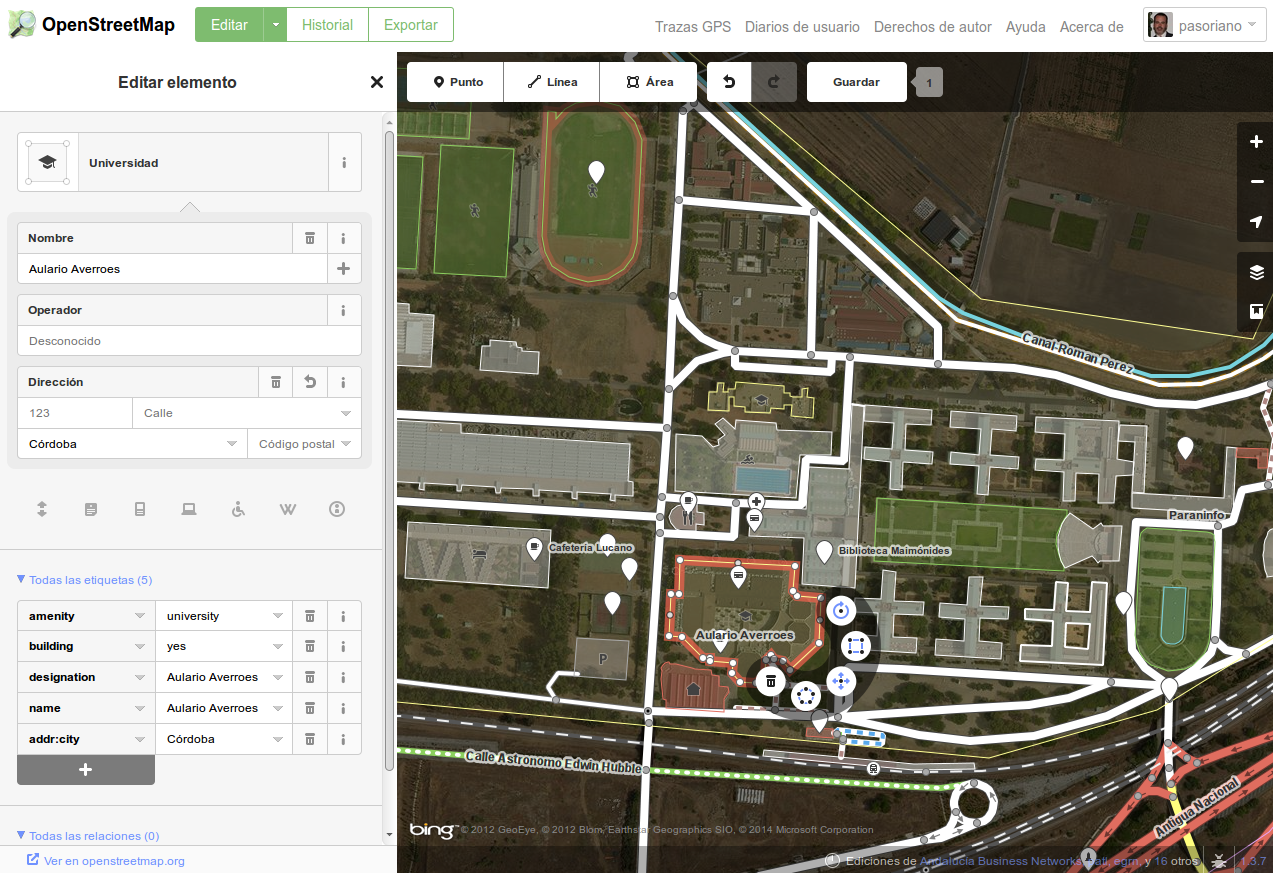 OpenStreetMap
Editar
Historial
Exportar
Trazas GPS
Diarios de usuario
Derechos de autor
Ayuda
Acerca de
pasoriano
Editar elemento
Punto
Línea
Área
Guardar
1
Universidad
Nombre
Aulario Averroes
Operador
Desconocido
Dirección
123
Calle
Córdoba
Código postal
Todas las etiquetas (5)
amenity university
building yes
designation Aulario Averroes
name Aulario Averroes
addr:city Córdoba
Todas las relaciones (0)
Ver en openstreetmap.org
Canal-Roman Perez
Paraninfo
Cafetería Lucano
Biblioteca Maimónides
Aulario Averroes
P
Calle Astronomo Edwin Hubble
Antigua Nacional
bing
© 2012 GeoEye, © 2012 Blom, Earthstar Geographics SIO, © 2014 Microsoft Corporation
Ediciones de Andalucía Business Networks, egrn, y 16 otros
1.3.7